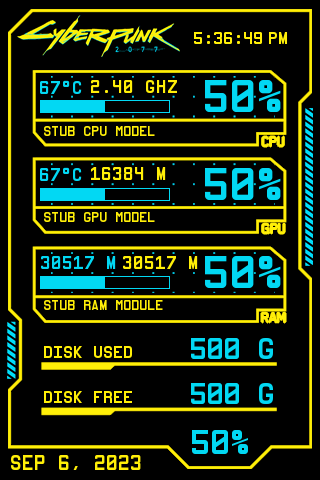 Cyberpunk
2077
5:36:49 PM
67°C 2.40 GHZ
50%
STUB CPU MODEL
CPU
67°C 16384 M
50%
STUB GPU MODEL
GPU
30517 M 30517 M
50%
STUB RAM MODULE
RAM
DISK USED 500 G
DISK FREE 500 G
50%
SEP 6, 2023